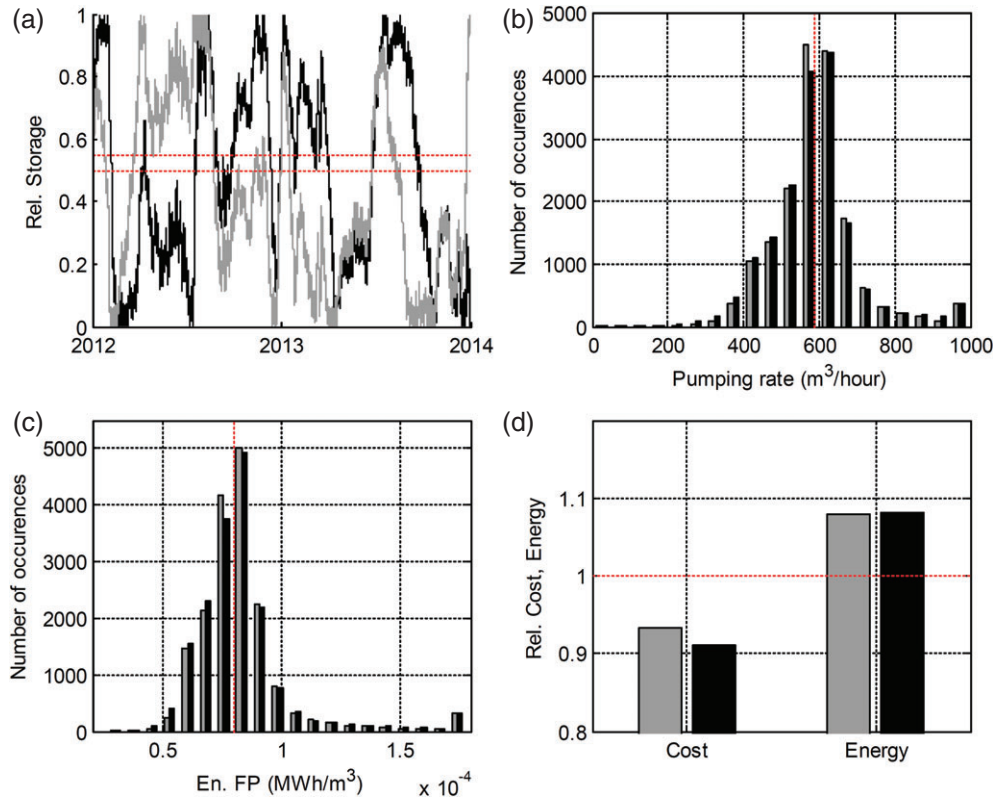 (a)
1
0.8
0.6
0.4
0.2
0
Rel. Storage
2012 2013 2014
(b)
5000
4000
3000
2000
1000
0
Number of occurences
0 200 400 600 800 1000
Pumping rate (m³/hour)
(c)
5000
4000
3000
2000
1000
0
Number of occurences
0.5 1 1.5
En. FP (MWh/m³)
x 10⁻⁴
(d)
1.1
1
0.9
0.8
Rel. Cost, Energy
Cost Energy